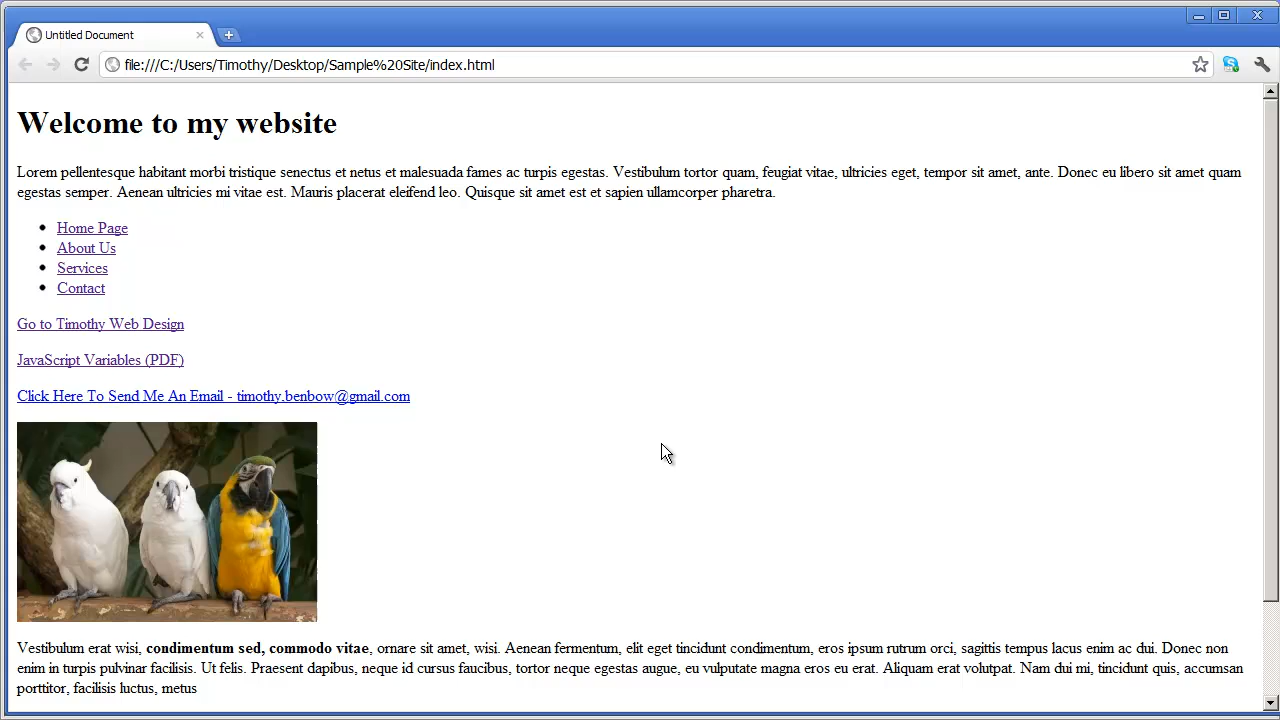 Untitled Document
file:///C:/Users/Timothy/Desktop/Sample%20Site/index.html
Welcome to my website
Lorem pellentesque habitant morbi tristique senectus et netus et malesuada fames ac turpis egestas. Vestibulum tortor quam, feugiat vitae, ultricies eget, tempor sit amet, ante. Donec eu libero sit amet quam
egestas semper. Aenean ultricies mi vitae est. Mauris placerat eleifend leo. Quisque sit amet est et sapien ullamcorper pharetra.
Home Page
About Us
Services
Contact
Go to Timothy Web Design
JavaScript Variables (PDF)
Click Here To Send Me An Email - timothy.benbow@gmail.com
Vestibulum erat wisi, condimentum sed, commodo vitae, ornare sit amet, wisi. Aenean fermentum, elit eget tincidunt condimentum, eros ipsum rutrum orci, sagittis tempus lacus enim ac dui. Donec non
enim in turpis pulvinar facilisis. Ut felis. Praesent dapibus, neque id cursus faucibus, tortor neque egestas augue, eu vulputate magna eros eu erat. Aliquam erat volutpat. Nam dui mi, tincidunt quis, accumsan
porttitor, facilisis luctus, metus